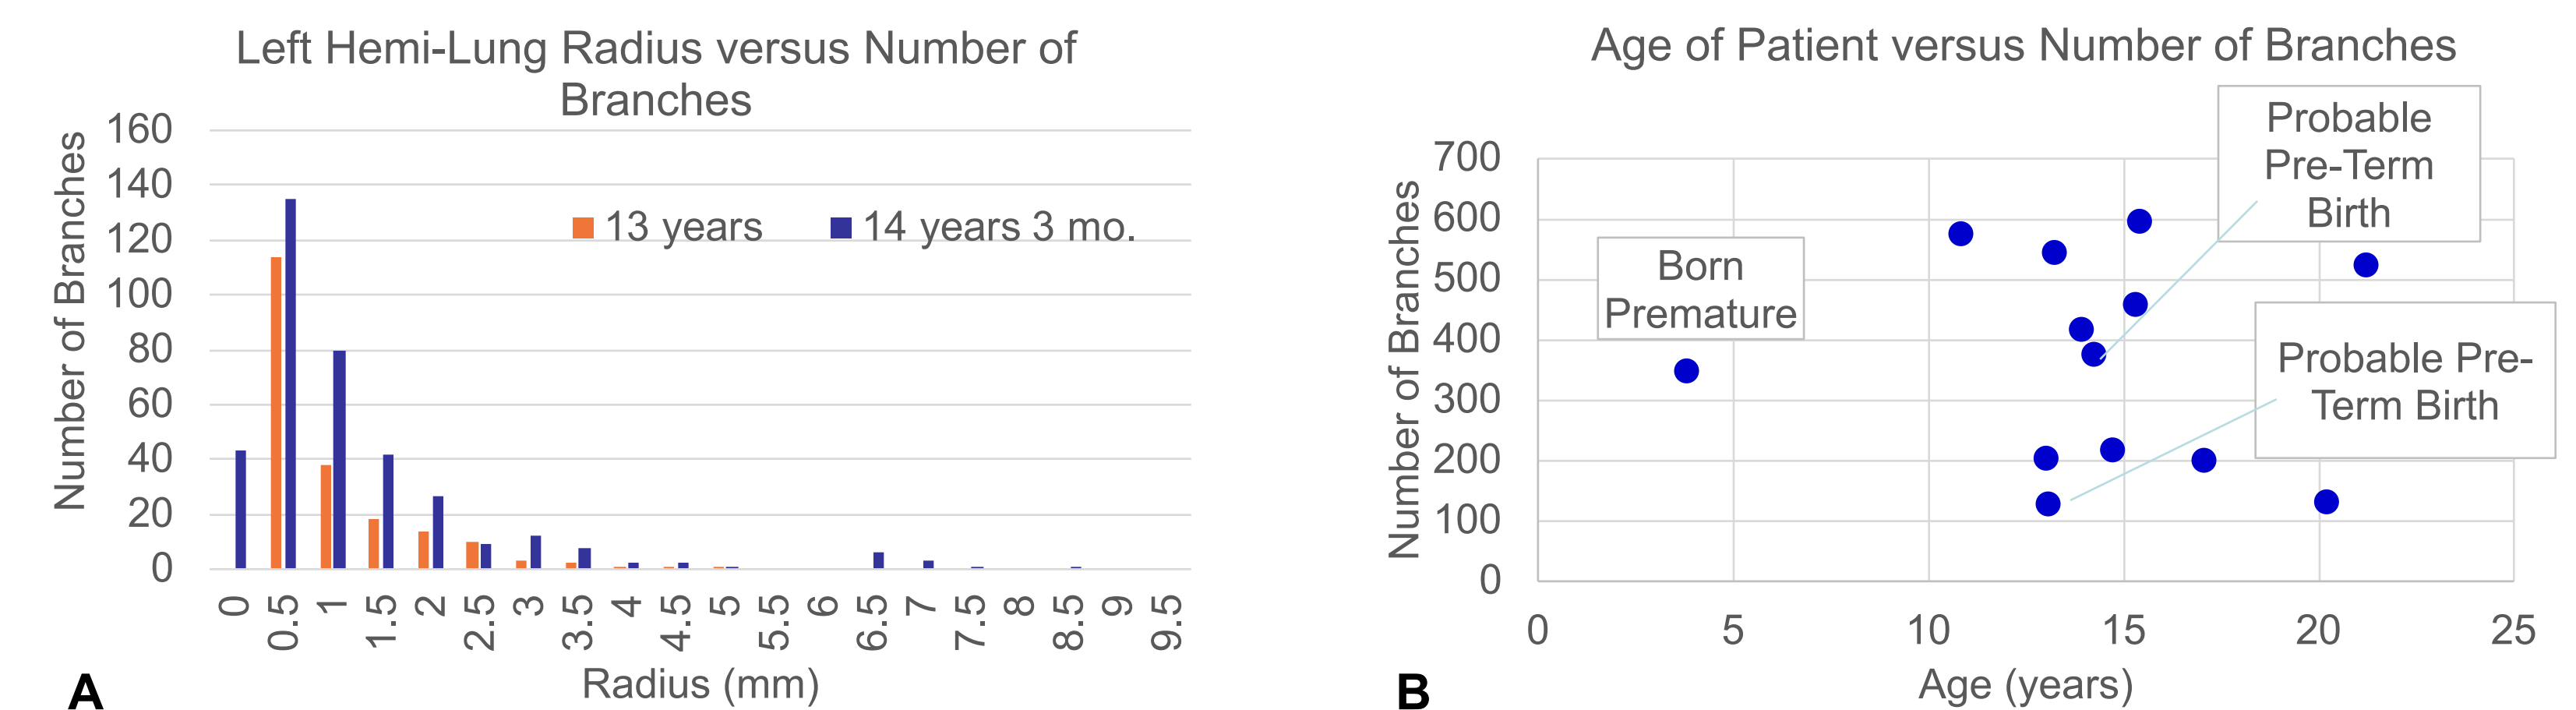 Left Hemi-Lung Radius versus Number of
Branches
Number of Branches
160
140
120
100
80
60
40
20
0
13 years
14 years 3 mo.
0
0.5
1
1.5
2
2.5
3
3.5
4
4.5
5
5.5
6
6.5
7
7.5
8
8.5
9
9.5
Radius (mm)
A
Age of Patient versus Number of Branches
Number of Branches
700
600
500
400
300
200
100
0
Born
Premature
Probable
Pre-Term
Birth
Probable Pre-
Term Birth
0
5
10
15
20
25
Age (years)
B